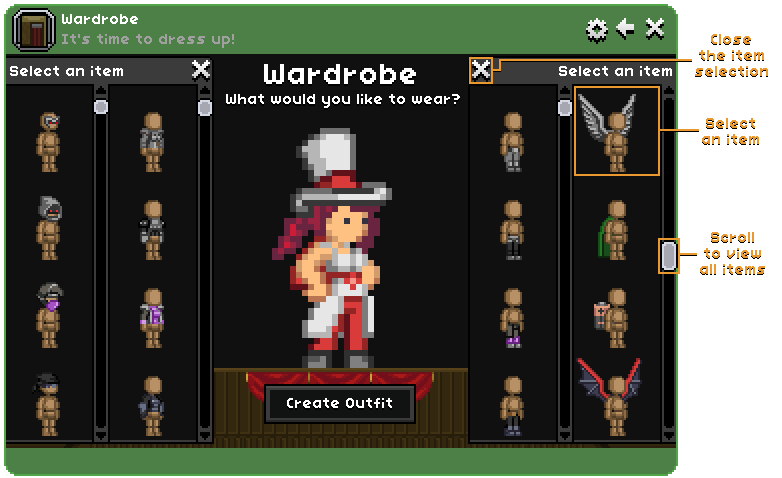 Wardrobe
It's time to dress up!
Select an item
Wardrobe
What would you like to wear?
Select an item
Create Outfit
Close
the item
selection
Select
an item
Scroll
to view
all items